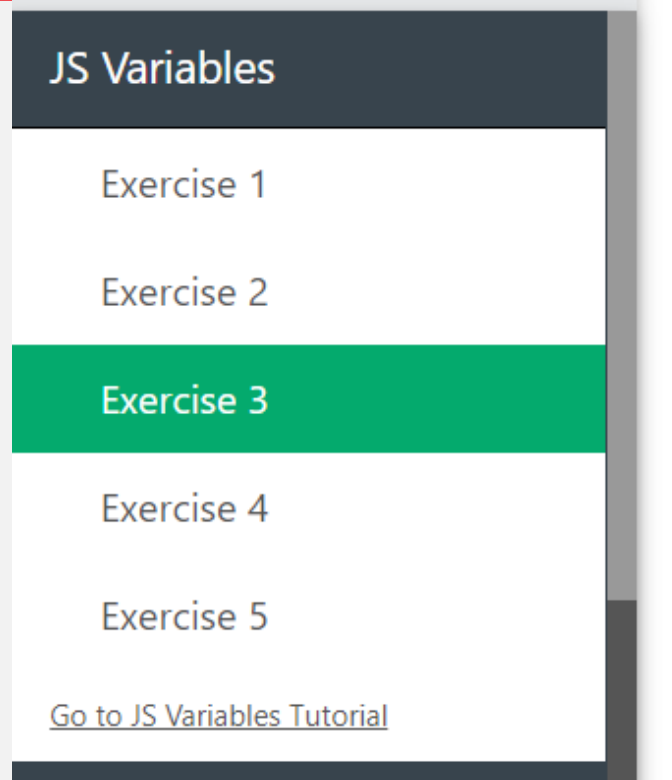 JS Variables
Exercise 1
Exercise 2
Exercise 3
Exercise 4
Exercise 5
Go to JS Variables Tutorial